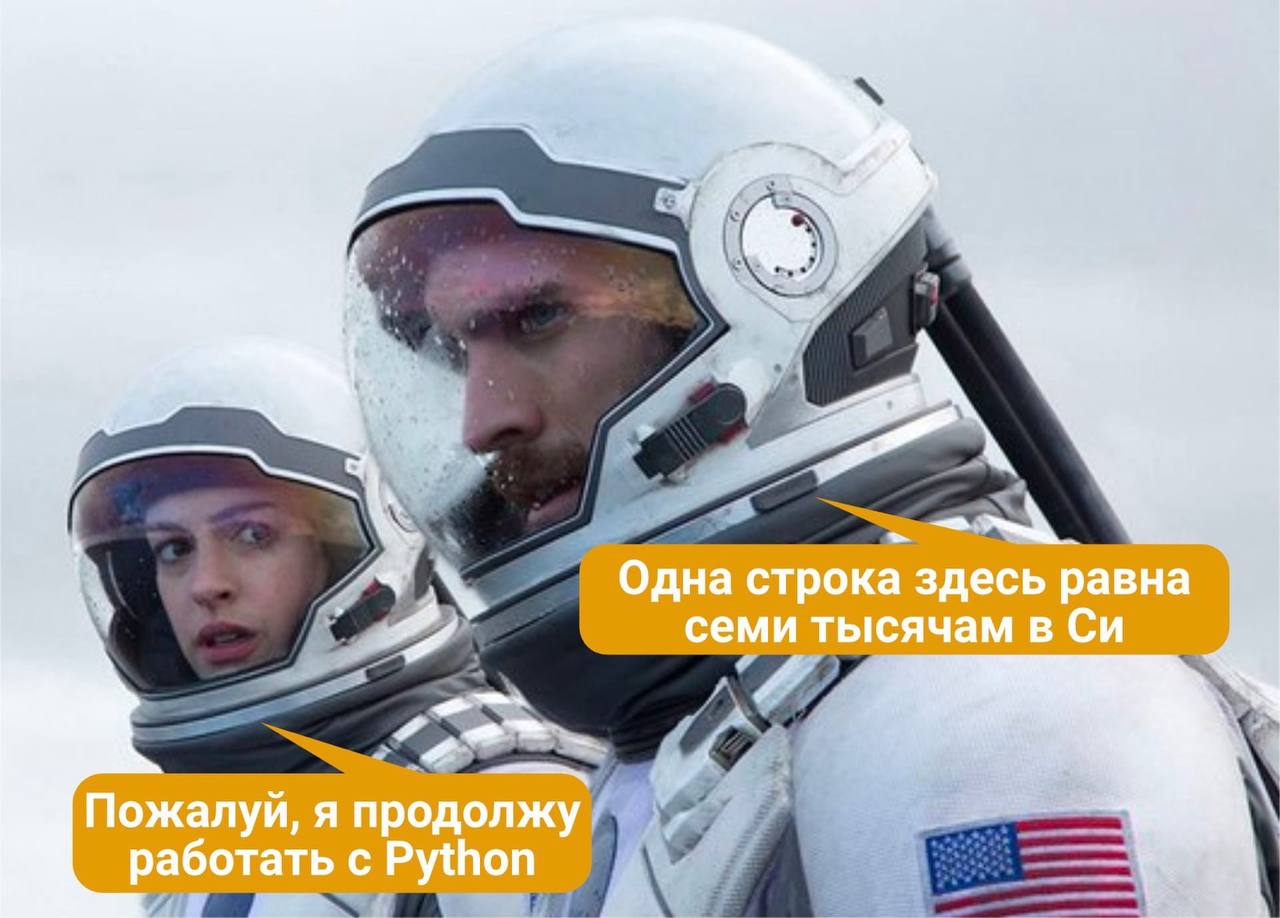 Одна строка здесь равна
семи тысячам в Си
Пожалуй, я продолжу
работать с Python